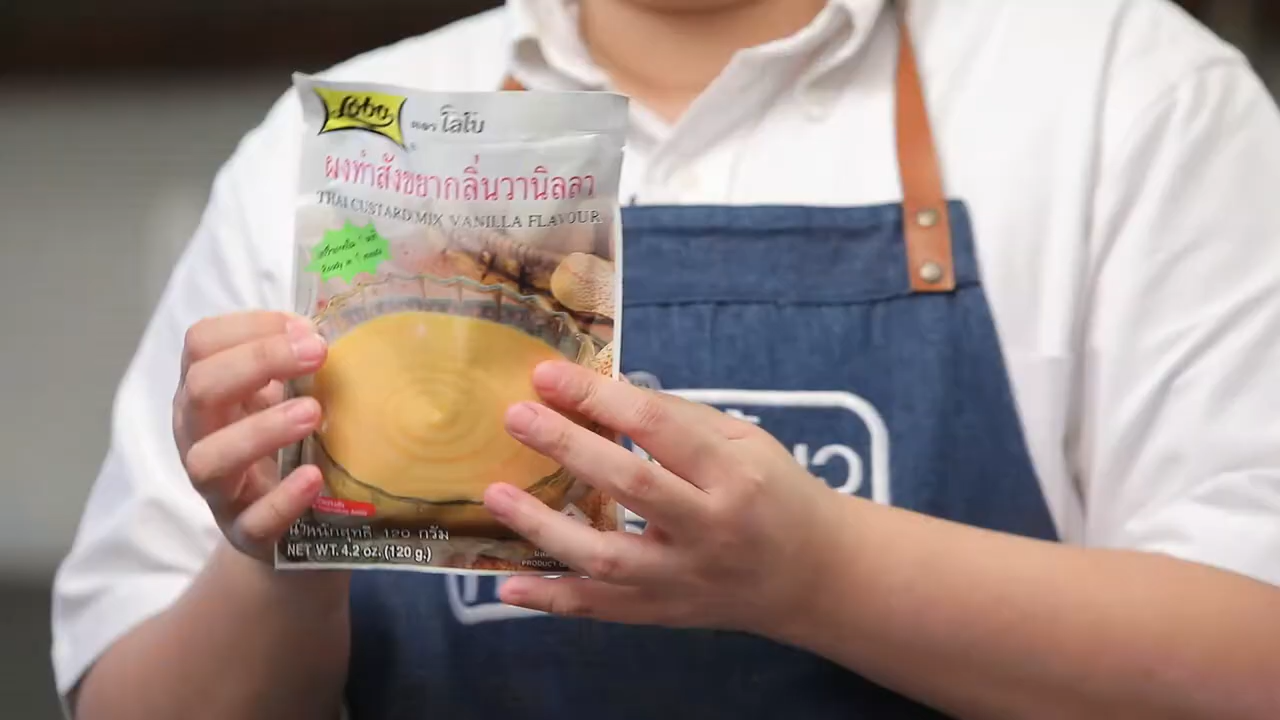 Lobo
ตรา โลโบ
ผงทำสังขยากลิ่นวานิลลา
THAI CUSTARD MIX VANILLA FLAVOUR
น้ำหนักสุทธิ 120 กรัม
NET WT. 4.2 oz. (120 g.)
PRODUCT OF